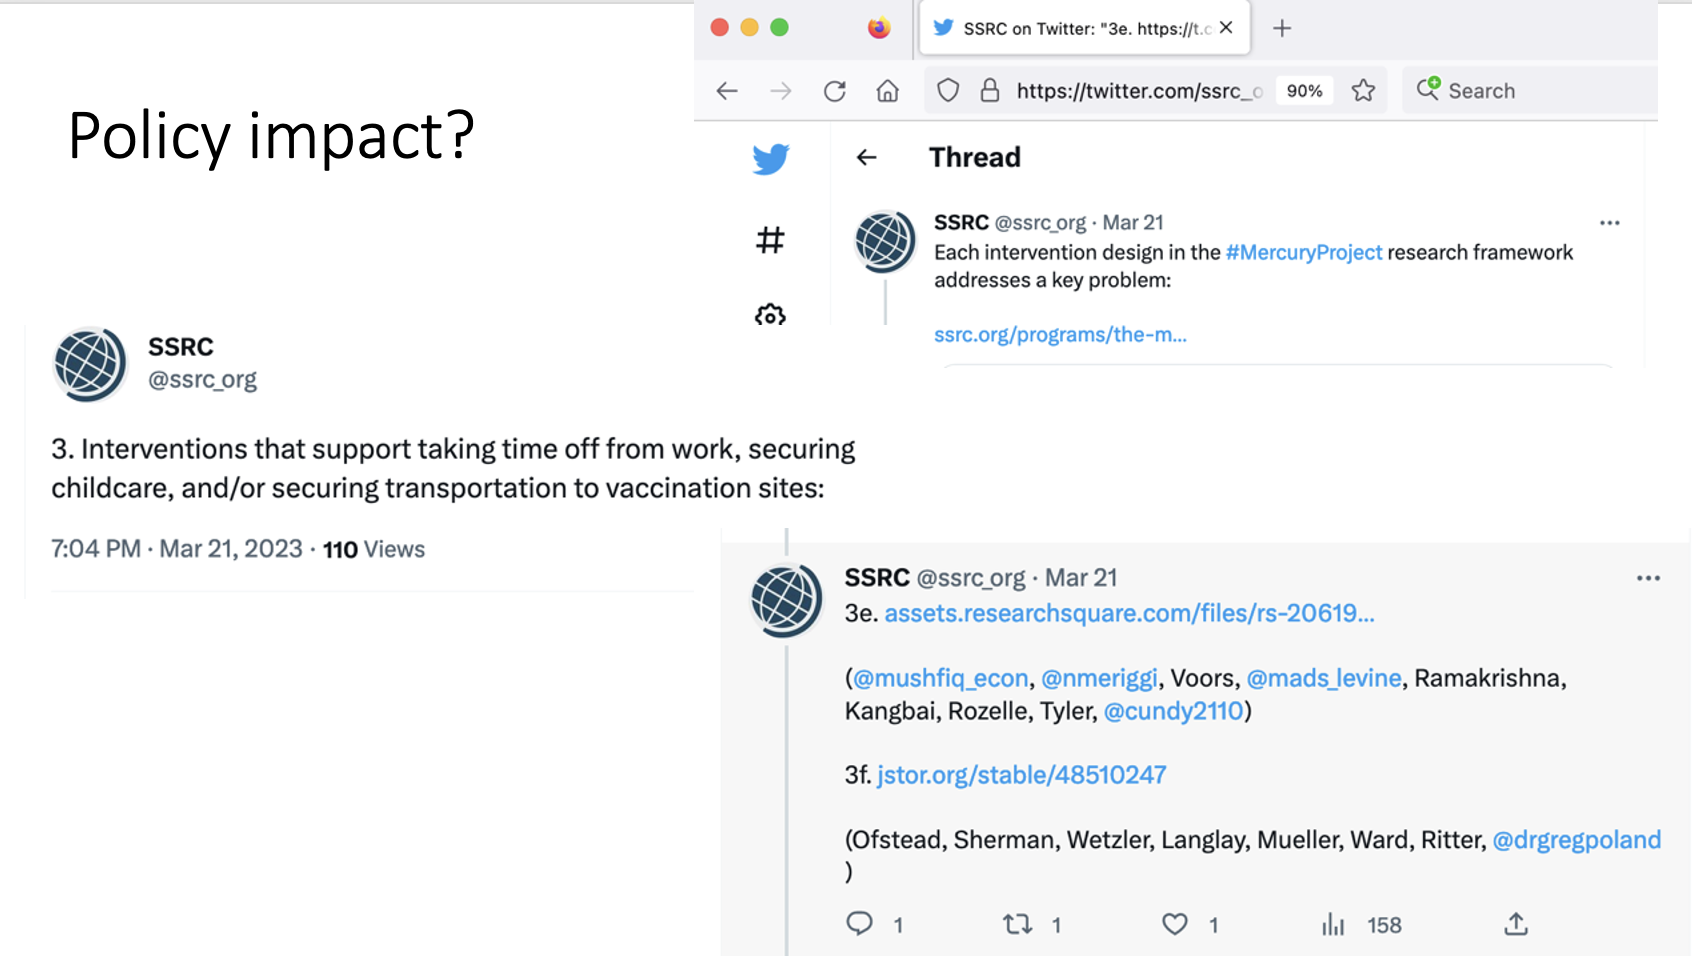 Policy impact?
SSRC on Twitter: "3e. https://t.c
https://twitter.com/ssrc_o
90%
Search
Thread
SSRC @ssrc_org · Mar 21
Each intervention design in the #MercuryProject research framework
addresses a key problem:
ssrc.org/programs/the-m...
SSRC
@ssrc_org
3. Interventions that support taking time off from work, securing
childcare, and/or securing transportation to vaccination sites:
7:04 PM · Mar 21, 2023 · 110 Views
SSRC @ssrc_org · Mar 21
3e. assets.researchsquare.com/files/rs-20619...
(@mushfiq_econ, @nmeriggi, Voors, @mads_levine, Ramakrishna,
Kangbai, Rozelle, Tyler, @cundy2110)
3f. jstor.org/stable/48510247
(Ofstead, Sherman, Wetzler, Langlay, Mueller, Ward, Ritter, @drgregpoland
)
1 1 1 158